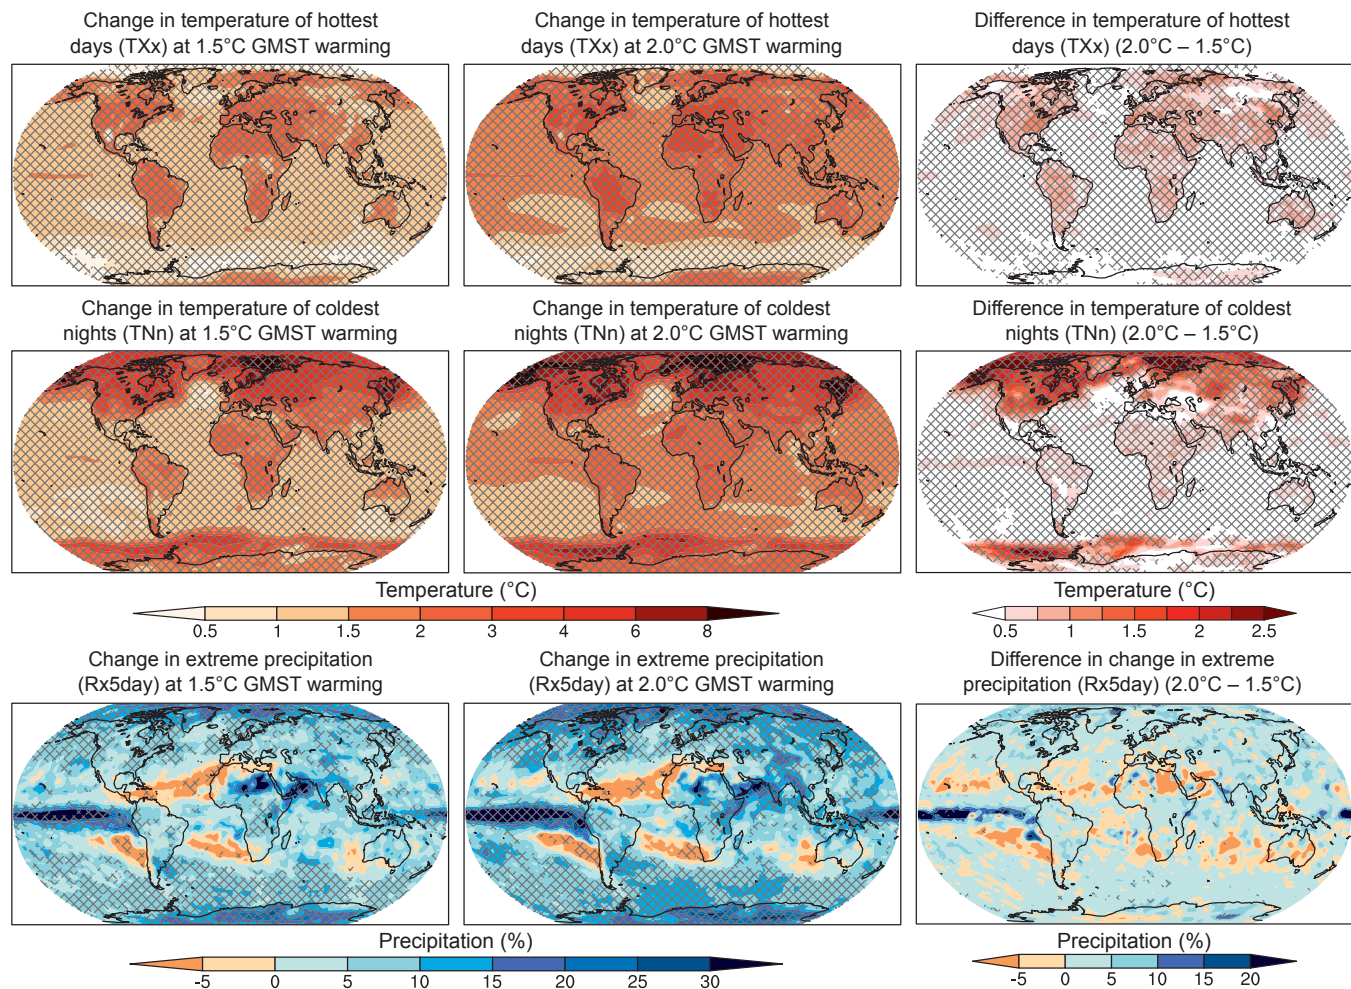 Change in temperature of hottest
days (TXx) at 1.5°C GMST warming
Change in temperature of hottest
days (TXx) at 2.0°C GMST warming
Difference in temperature of hottest
days (TXx) (2.0°C – 1.5°C)
Change in temperature of coldest
nights (TNn) at 1.5°C GMST warming
Change in temperature of coldest
nights (TNn) at 2.0°C GMST warming
Difference in temperature of coldest
nights (TNn) (2.0°C – 1.5°C)
Temperature (°C)
0.5 1 1.5 2 3 4 6 8
Temperature (°C)
0.5 1 1.5 2 2.5
Change in extreme precipitation
(Rx5day) at 1.5°C GMST warming
Change in extreme precipitation
(Rx5day) at 2.0°C GMST warming
Difference in change in extreme
precipitation (Rx5day) (2.0°C – 1.5°C)
Precipitation (%)
-5 0 5 10 15 20 25 30
Precipitation (%)
-5 0 5 10 15 20